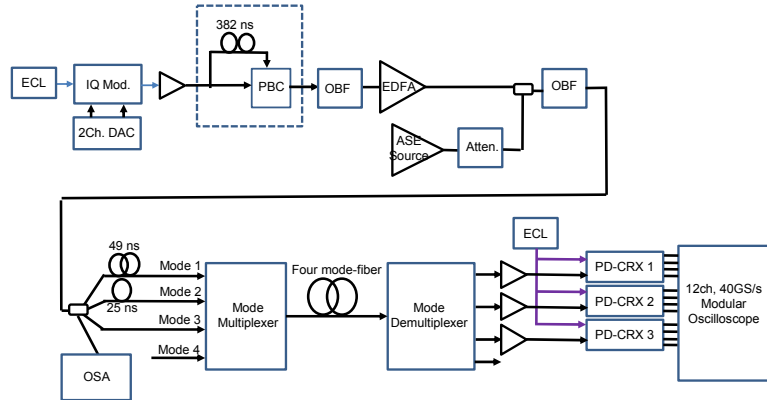 382 ns
ECL
IQ Mod.
PBC
OBF
EDFA
OBF
2Ch. DAC
ASE
Source
Atten.
49 ns
Mode 1
25 ns
Mode 2
Mode 3
Mode 4
OSA
Mode
Multiplexer
Four mode-fiber
Mode
Demultiplexer
ECL
PD-CRX 1
PD-CRX 2
PD-CRX 3
12ch, 40GS/s
Modular
Oscilloscope